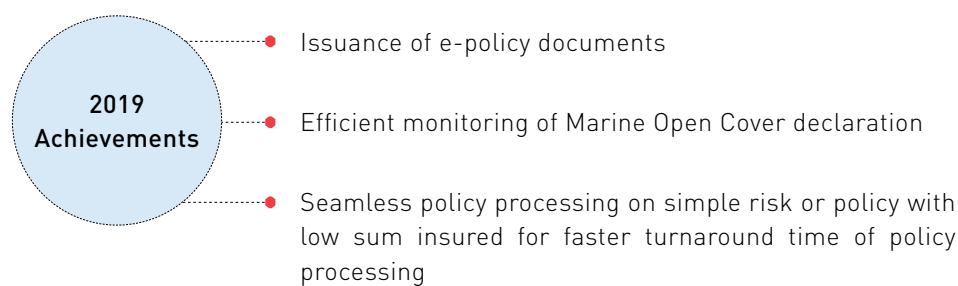 2019
Achievements
Issuance of e-policy documents
Efficient monitoring of Marine Open Cover declaration
Seamless policy processing on simple risk or policy with
low sum insured for faster turnaround time of policy
processing